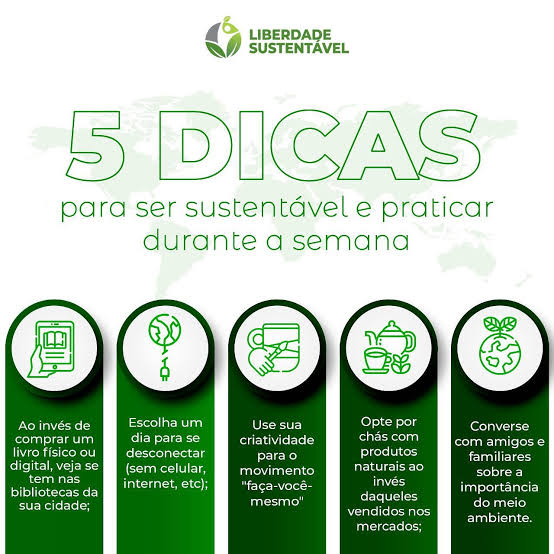 LIBERDADE
SUSTENTÁVEL
5 DICAS
para ser sustentável e praticar
durante a semana
Ao invés de
comprar um
livro físico ou
digital, veja se
tem nas
bibliotecas da
sua cidade;
Escolha um
dia para se
desconectar
(sem celular,
internet, etc);
Use sua
criatividade
para o
movimento
"faça-você-
mesmo"
Opte por
chás com
produtos
naturais ao
invés
daqueles
vendidos nos
mercados;
Converse
com amigos e
familiares
sobre a
importância
do meio
ambiente.